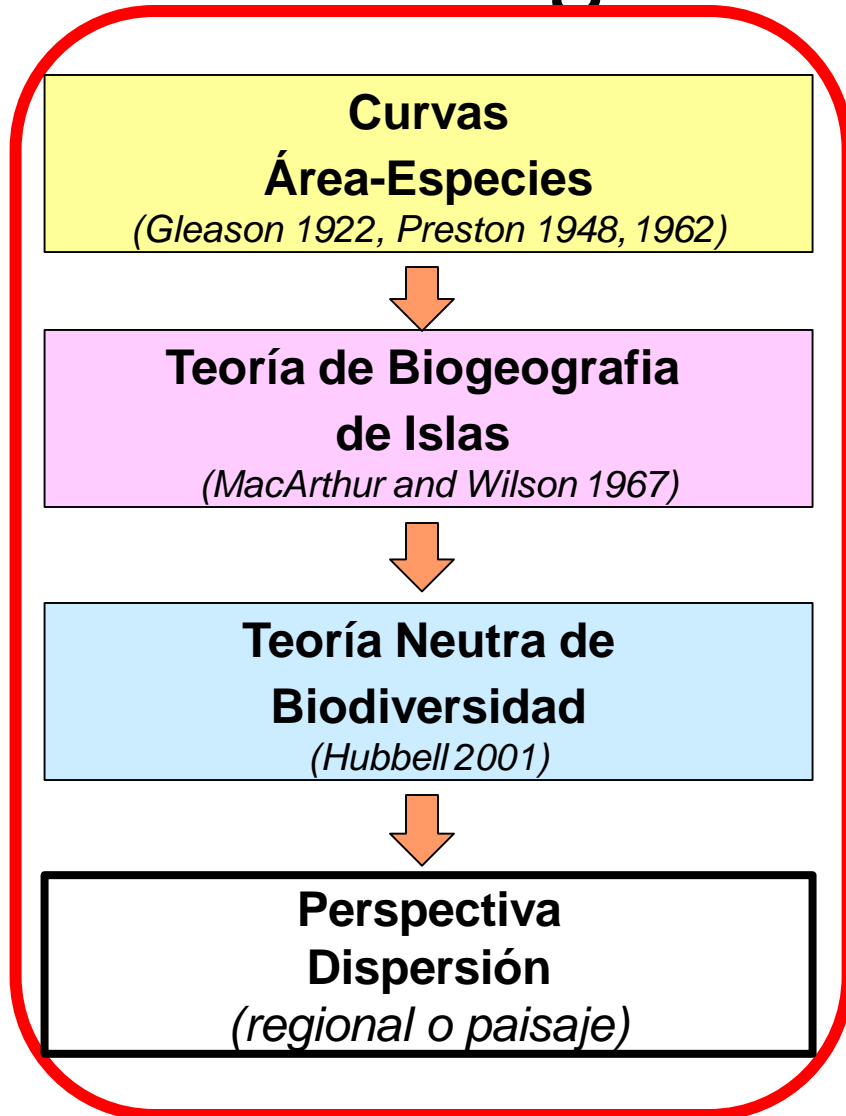 Curvas
Área-Especies
(Gleason 1922, Preston 1948, 1962)
Teoría de Biogeografia
de Islas
(MacArthur and Wilson 1967)
Teoría Neutra de
Biodiversidad
(Hubbell 2001)
Perspectiva
Dispersión
(regional o paisaje)